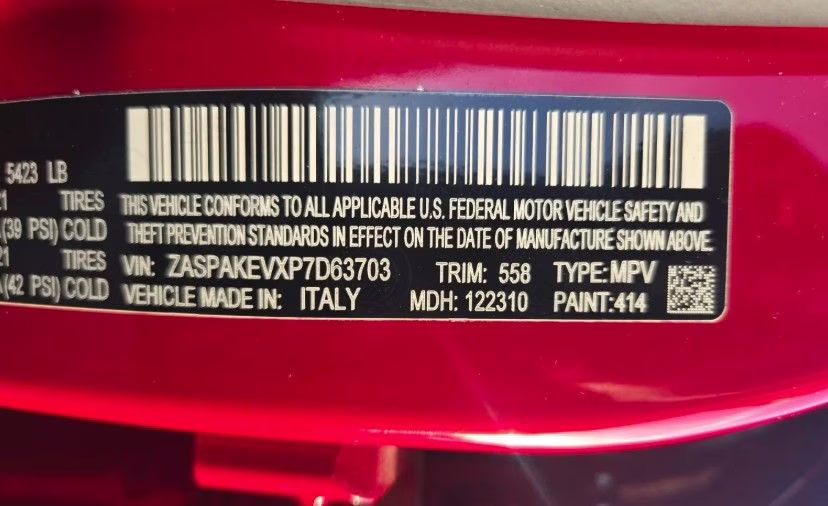 5423 LB
TIRES
(39 PSI) COLD
TIRES
(42 PSI) COLD
THIS VEHICLE CONFORMS TO ALL APPLICABLE U.S. FEDERAL MOTOR VEHICLE SAFETY AND
THEFT PREVENTION STANDARDS IN EFFECT ON THE DATE OF MANUFACTURE SHOWN ABOVE.
VIN: ZASPAKEVXP7D63703 TRIM: 558 TYPE:MPV
VEHICLE MADE IN: ITALY MDH: 122310 PAINT:414